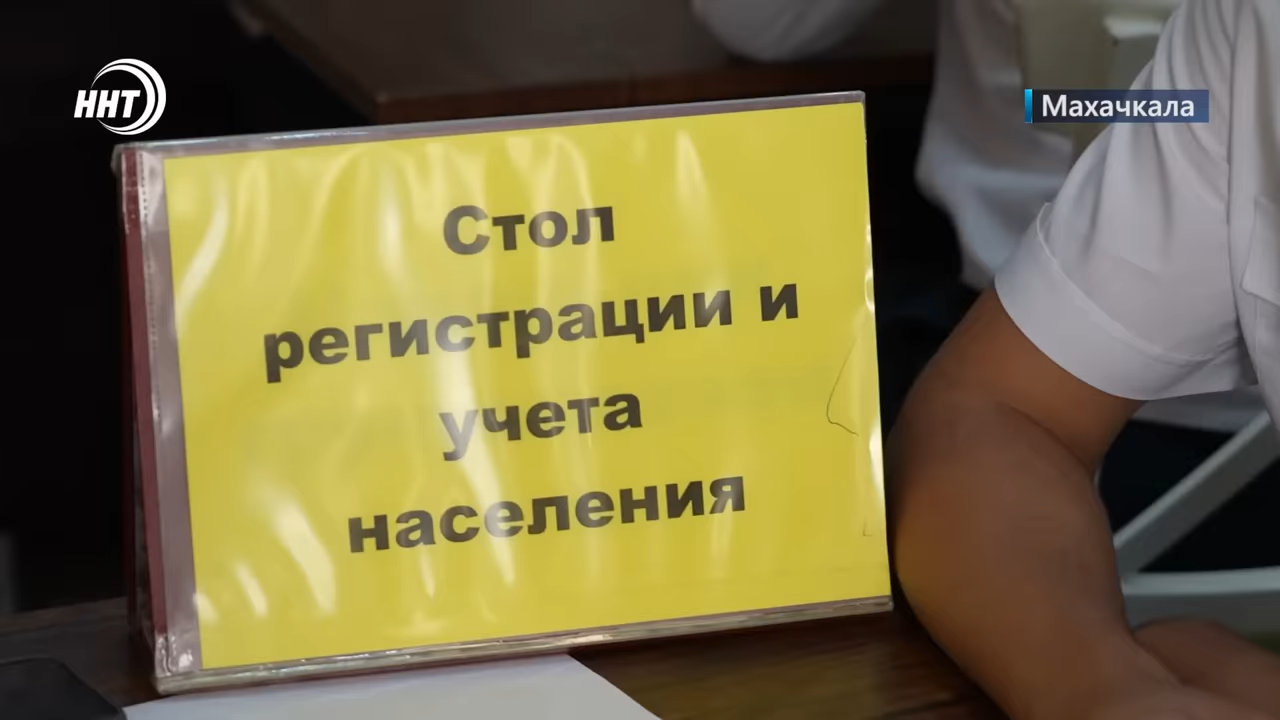 ННТ
Махачкала
Стол
регистрации и
учета
населения